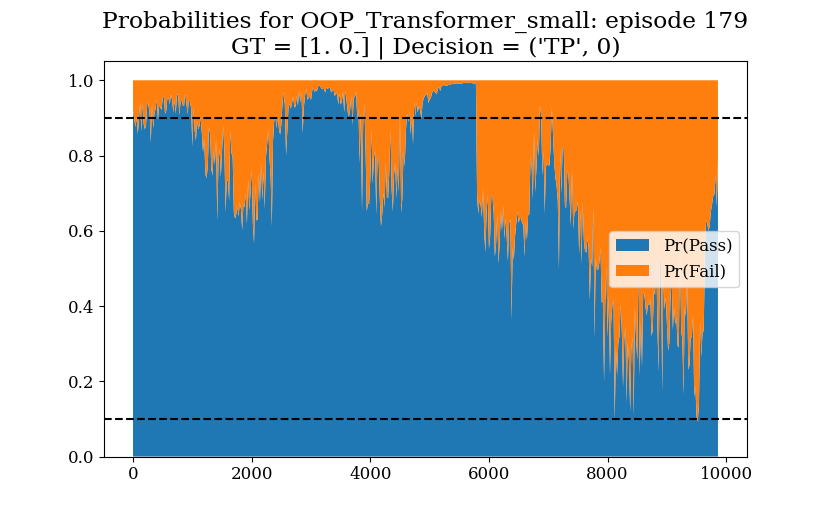 Probabilities for OOP_Transformer_small: episode 179
GT = [1. 0.] | Decision = ('TP', 0)
1.0
0.8
0.6
0.4
0.2
0.0
Pr(Pass)
Pr(Fail)
0 2000 4000 6000 8000 10000